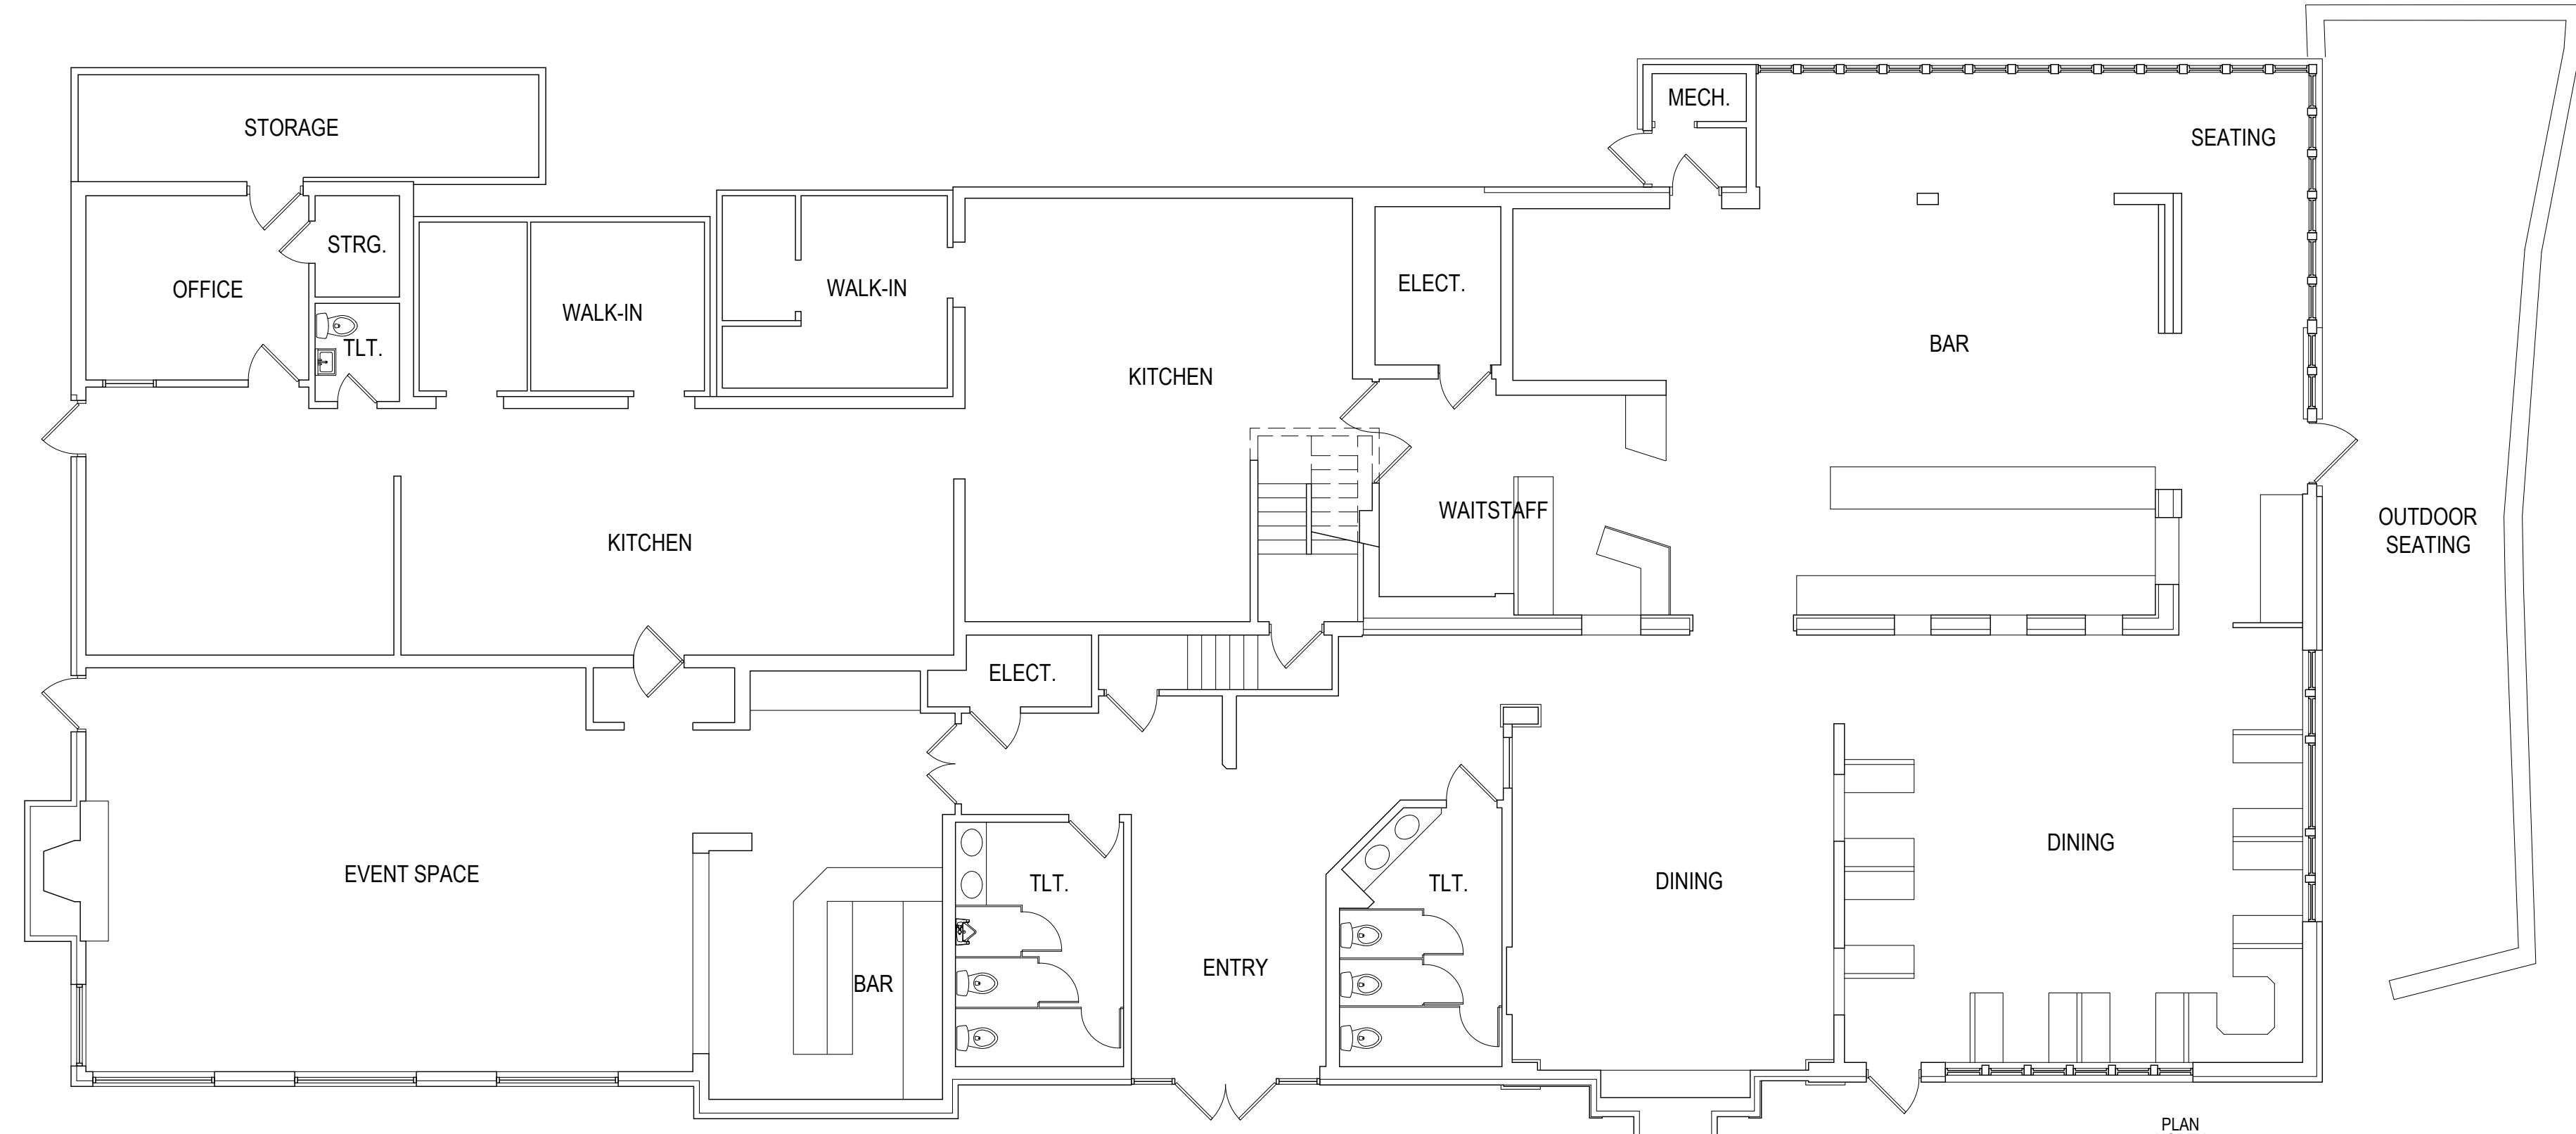 MECH.
STORAGE
SEATING
STRG.
OFFICE
WALK-IN
WALK-IN
ELECT.
TLT.
BAR
KITCHEN
WAITSTAFF
KITCHEN
OUTDOOR
SEATING
ELECT.
DINING
EVENT SPACE
TLT.
TLT.
DINING
ENTRY
BAR
PLAN